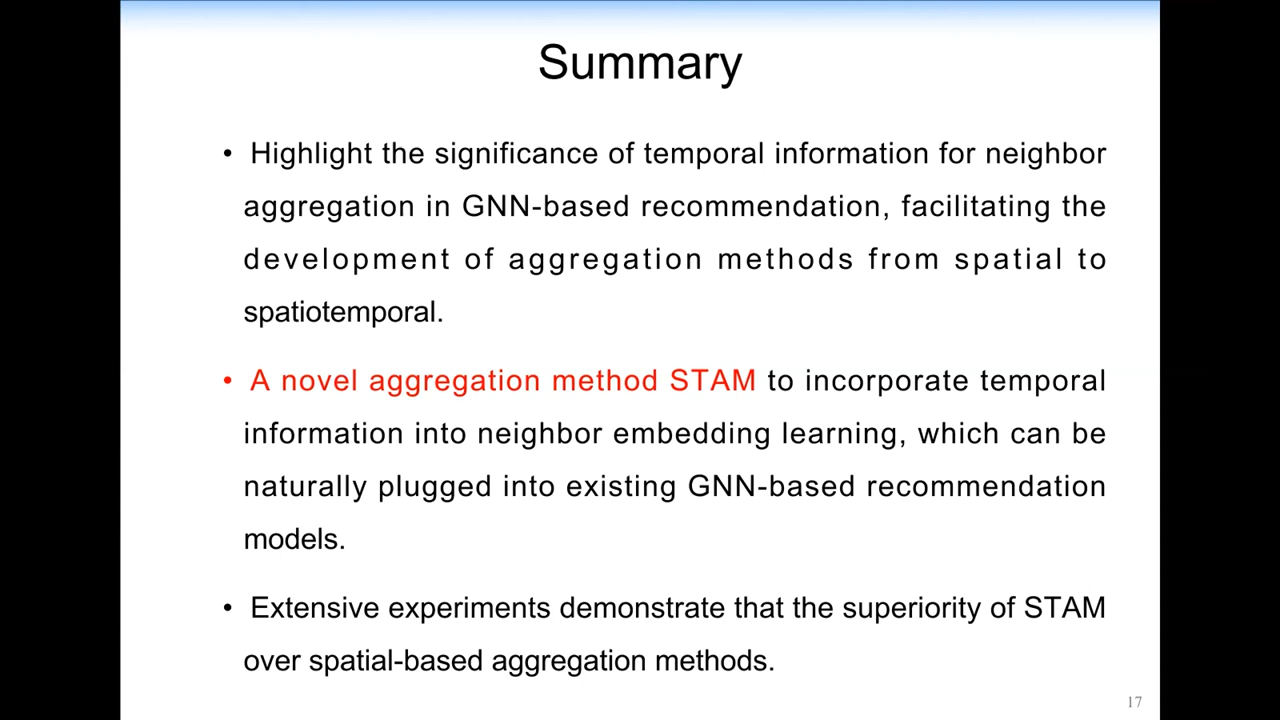 Summary
• Highlight the significance of temporal information for neighbor
aggregation in GNN-based recommendation, facilitating the
development of aggregation methods from spatial to
spatiotemporal.
• A novel aggregation method STAM to incorporate temporal
information into neighbor embedding learning, which can be
naturally plugged into existing GNN-based recommendation
models.
• Extensive experiments demonstrate that the superiority of STAM
over spatial-based aggregation methods.
17